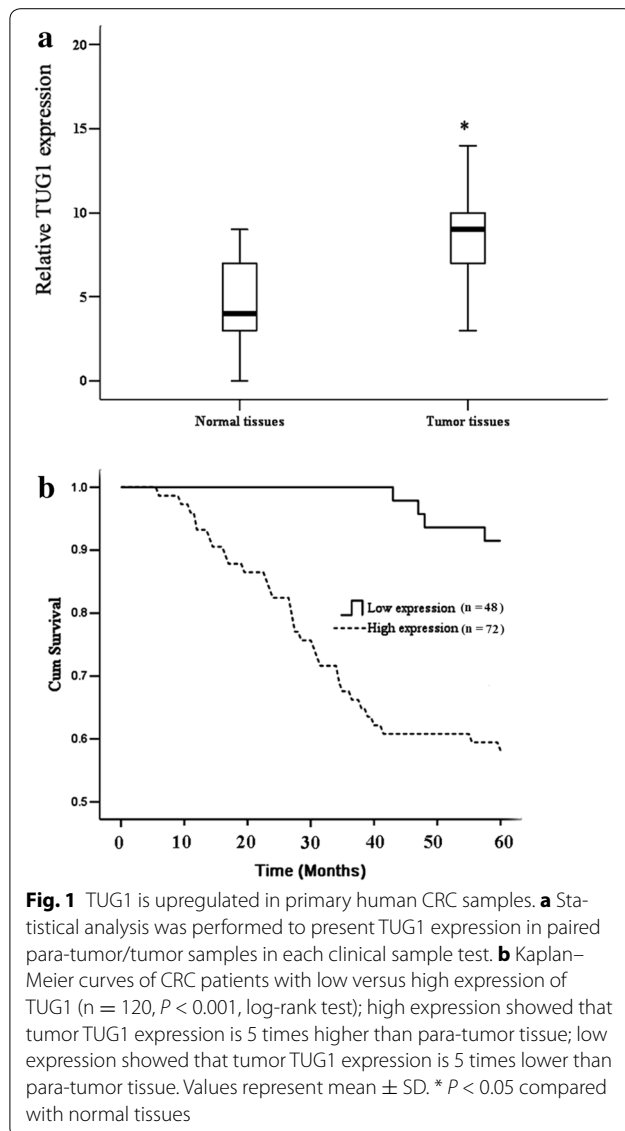 a
Relative TUG1 expression
20
15
10
5
0
*
Normal tissues
Tumor tissues
b
Cum Survival
1.0
0.9
0.8
0.7
0.6
0.5
Low expression (n = 48)
High expression (n = 72)
0 10 20 30 40 50 60
Time (Months)
Fig. 1 TUG1 is upregulated in primary human CRC samples. a Sta-
tistical analysis was performed to present TUG1 expression in paired
para-tumor/tumor samples in each clinical sample test. b Kaplan–
Meier curves of CRC patients with low versus high expression of
TUG1 (n = 120, P < 0.001, log-rank test); high expression showed that
tumor TUG1 expression is 5 times higher than para-tumor tissue; low
expression showed that tumor TUG1 expression is 5 times lower than
para-tumor tissue. Values represent mean ± SD. * P < 0.05 compared
with normal tissues